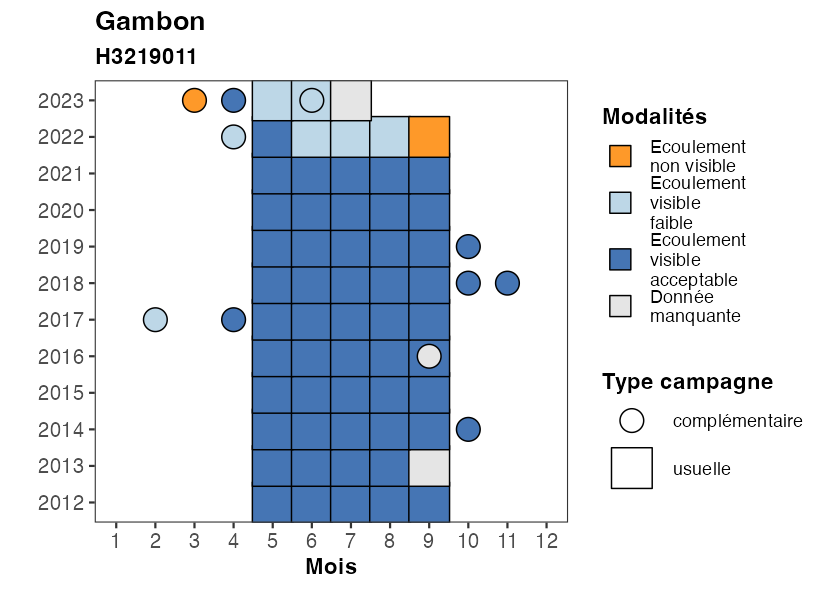 Gambon
H3219011
2023
2022
2021
2020
2019
2018
2017
2016
2015
2014
2013
2012
1 2 3 4 5 6 7 8 9 10 11 12
Mois
Modalités
Ecoulement
non visible
Ecoulement
visible
faible
Ecoulement
visible
acceptable
Donnée
manquante
Type campagne
complémentaire
usuelle